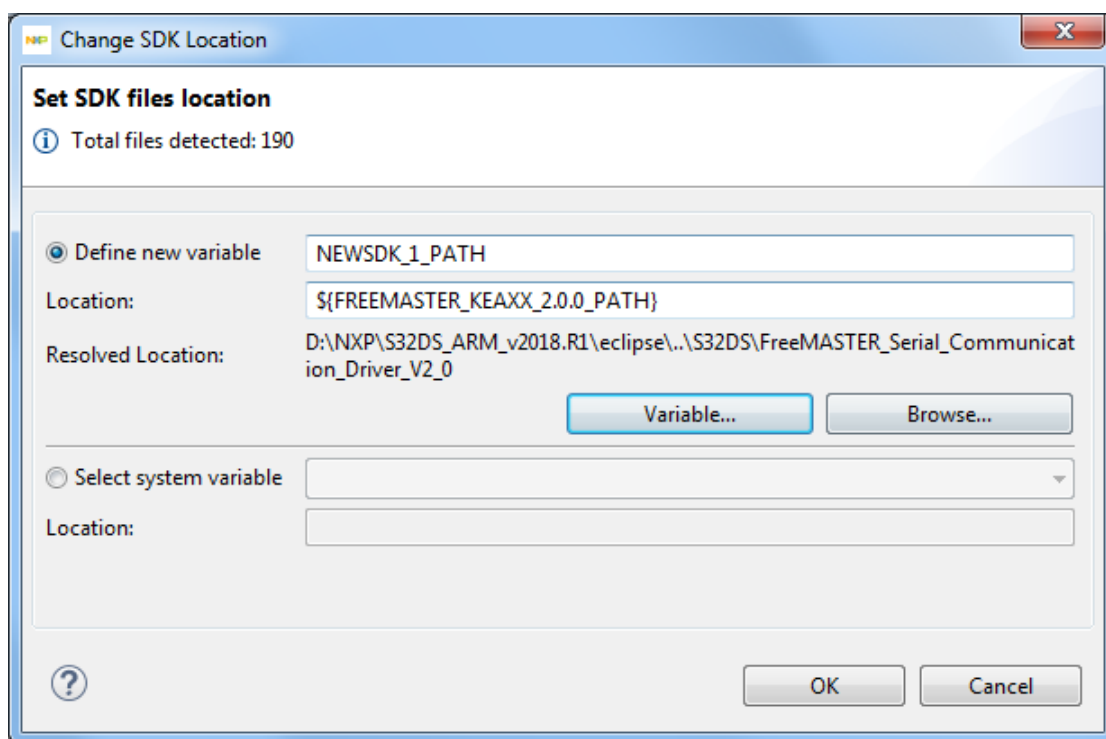 NXP Change SDK Location X
Set SDK files location
i Total files detected: 190
Define new variable NEWSDK_1_PATH
Location: ${FREEMASTER_KEAXX_2.0.0_PATH}
Resolved Location: D:\NXP\S32DS_ARM_v2018.R1\eclipse\..\S32DS\FreeMASTER_Serial_Communicat
ion_Driver_V2_0
Variable... Browse...
Select system variable
Location:
? OK Cancel